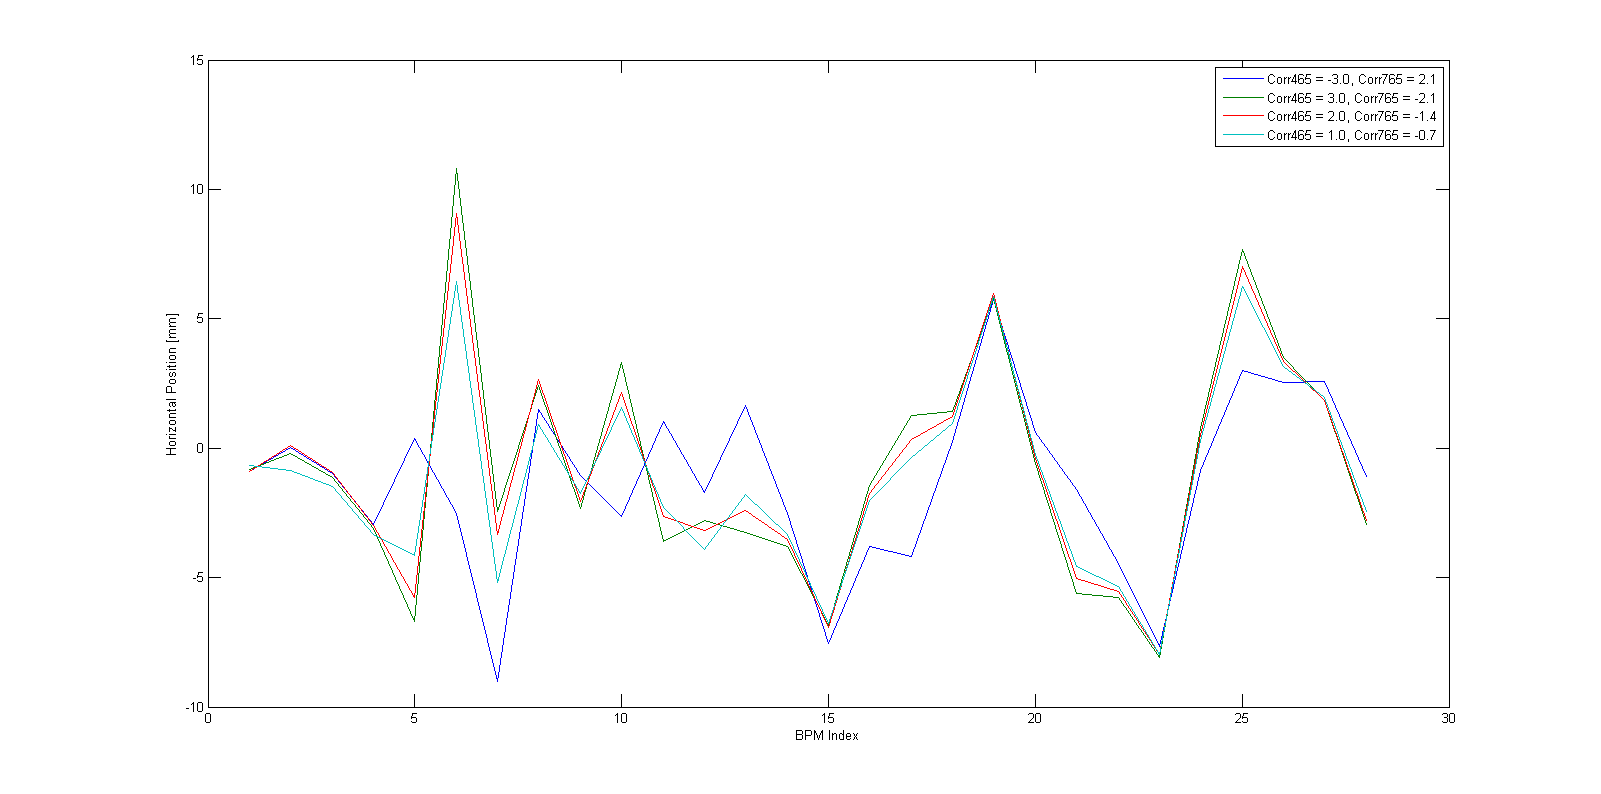 15
10
5
0
-5
-10
Horizontal Position [mm]
Corr465 = -3.0, Corr765 = 2.1
Corr465 = 3.0, Corr765 = -2.1
Corr465 = 2.0, Corr765 = -1.4
Corr465 = 1.0, Corr765 = -0.7
0 5 10 15 20 25 30
BPM Index